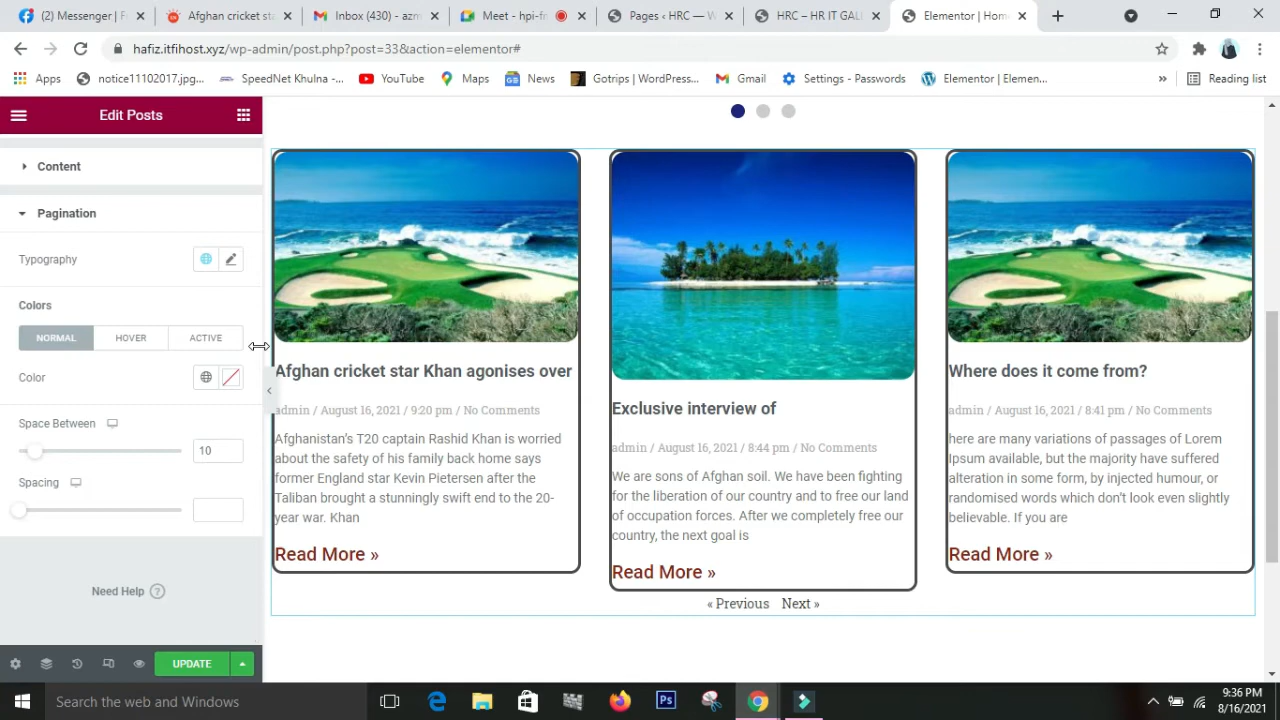 (2) Messenger | F
Afghan cricket sta
Inbox (430) - azm
Meet - hpi-fr
Pages ‹ HRC — W
HRC – HR IT GALL
Elementor | Hom
hafiz.itfihost.xyz/wp-admin/post.php?post=33&action=elementor#
Apps
notice11102017.jpg...
SpeedNet Khulna -...
YouTube
Maps
News
Gotrips | WordPress...
Gmail
Settings - Passwords
Elementor | Elemen...
»
Reading list
Edit Posts
Content
Pagination
Typography
Colors
NORMAL
HOVER
ACTIVE
Color
Space Between
10
Spacing
Need Help ?
UPDATE
Afghan cricket star Khan agonises over
admin / August 16, 2021 / 9:20 pm / No Comments
Afghanistan's T20 captain Rashid Khan is worried
about the safety of his family back home says
former England star Kevin Pietersen after the
Taliban brought a stunningly swift end to the 20-
year war. Khan
Read More »
Exclusive interview of
admin / August 16, 2021 / 8:44 pm / No Comments
We are sons of Afghan soil. We have been fighting
for the liberation of our country and to free our land
of occupation forces. After we completely free our
country, the next goal is
Read More »
Where does it come from?
admin / August 16, 2021 / 8:41 pm / No Comments
here are many variations of passages of Lorem
Ipsum available, but the majority have suffered
alteration in some form, by injected humour, or
randomised words which don't look even slightly
believable. If you are
Read More »
« Previous Next »
Search the web and Windows
Ps
9:36 PM
8/16/2021